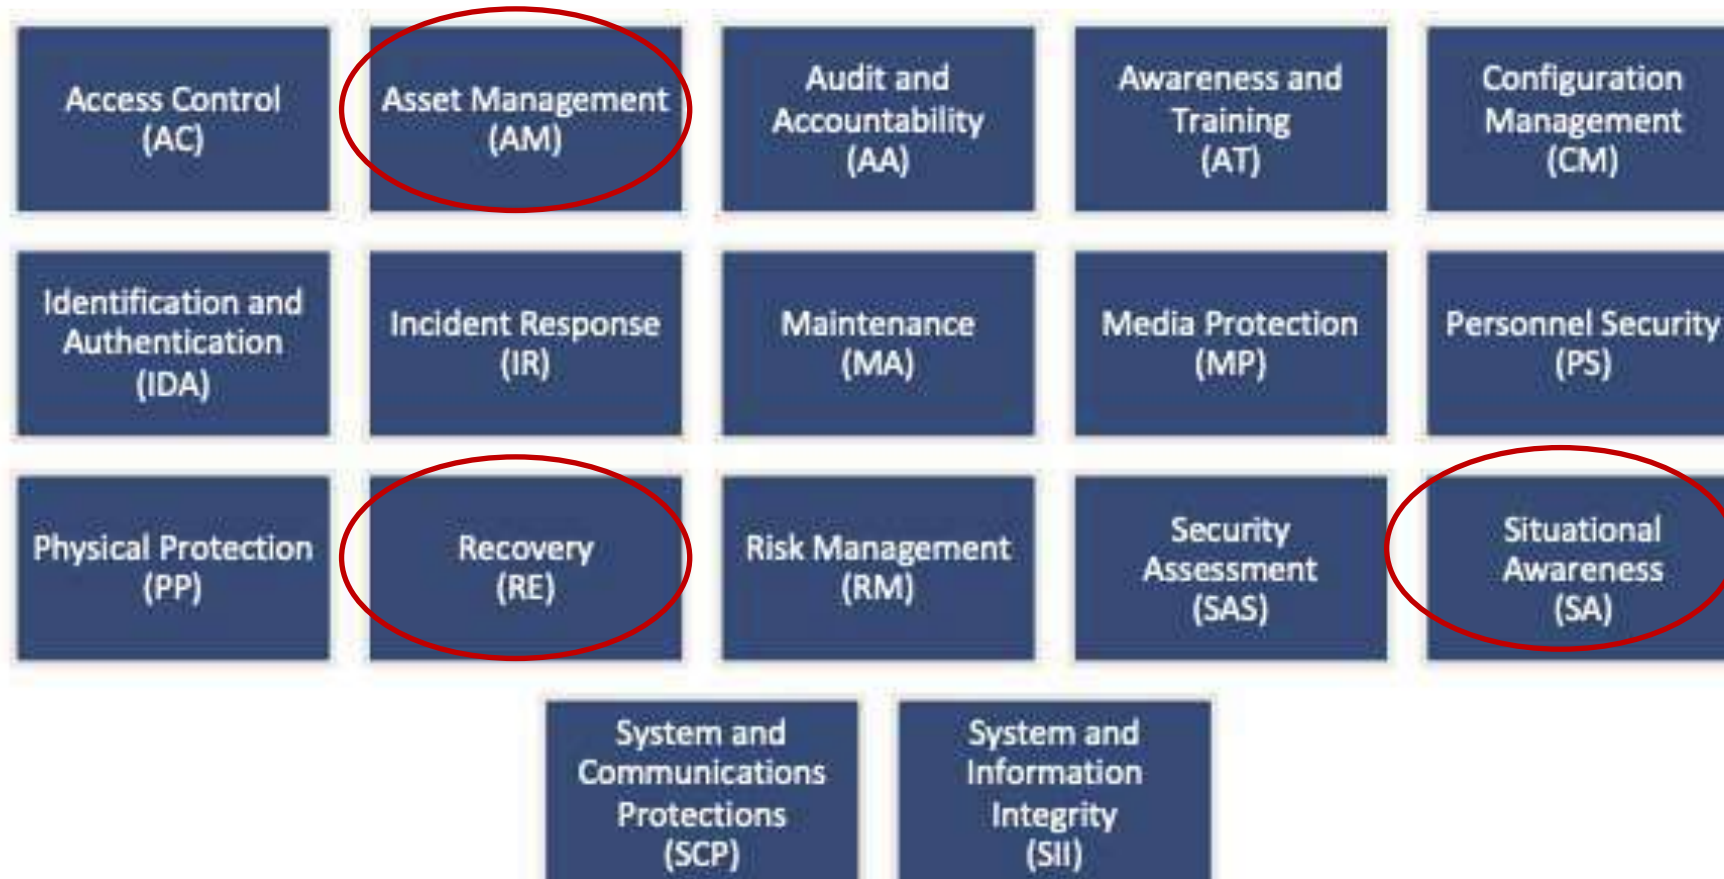 Access Control
(AC)
Asset Management
(AM)
Audit and
Accountability
(AA)
Awareness and
Training
(AT)
Configuration
Management
(CM)
Identification and
Authentication
(IDA)
Incident Response
(IR)
Maintenance
(MA)
Media Protection
(MP)
Personnel Security
(PS)
Physical Protection
(PP)
Recovery
(RE)
Risk Management
(RM)
Security
Assessment
(SAS)
Situational
Awareness
(SA)
System and
Communications
Protections
(SCP)
System and
Information
Integrity
(SII)